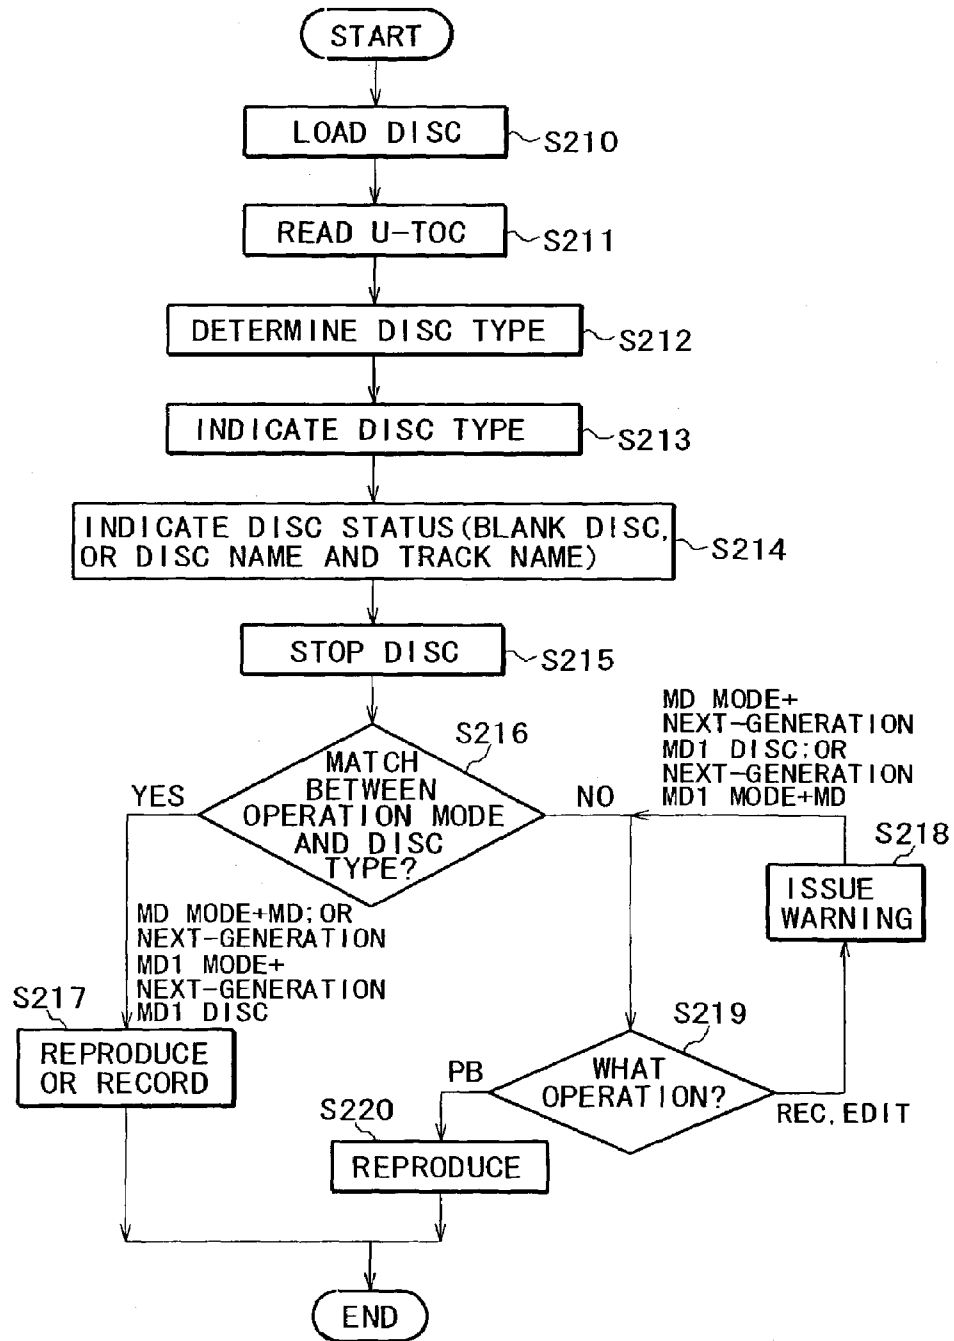 START
LOAD DISC
S210
READ U-TOC
S211
DETERMINE DISC TYPE
S212
INDICATE DISC TYPE
S213
INDICATE DISC STATUS(BLANK DISC,
OR DISC NAME AND TRACK NAME)
S214
STOP DISC
S215
S216
MATCH
BETWEEN
OPERATION MODE
AND DISC
TYPE?
YES
NO
MD MODE+
NEXT-GENERATION
MD1 DISC;OR
NEXT-GENERATION
MD1 MODE+MD
S218
ISSUE
WARNING
MD MODE+MD;OR
NEXT-GENERATION
MD1 MODE+
NEXT-GENERATION
MD1 DISC
S217
REPRODUCE
OR RECORD
S219
WHAT
OPERATION?
PB
REC,EDIT
S220
REPRODUCE
END